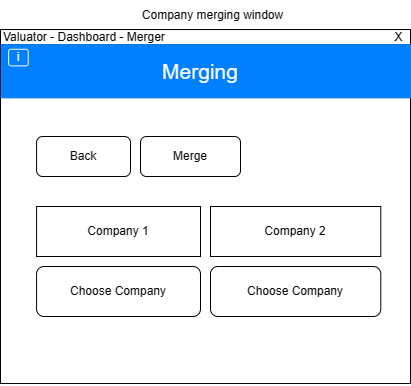 Company merging window
Valuator - Dashboard - Merger X
i
Merging
Back Merge
Company 1 Company 2
Choose Company Choose Company